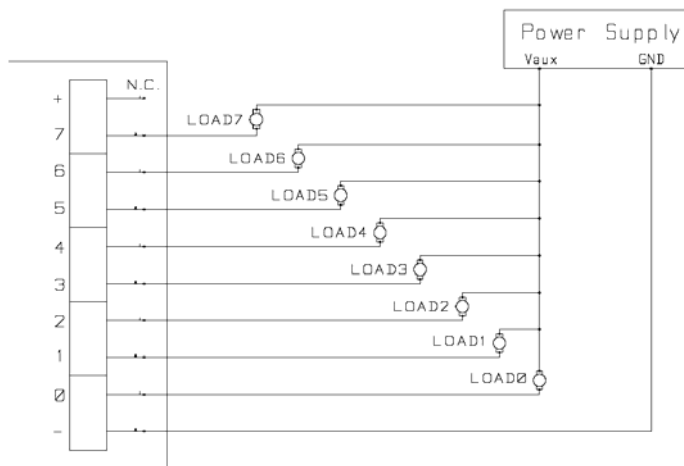 Power Supply
Vaux GND
N.C.
+
7 LOAD7
6 LOAD6
5 LOAD5
4 LOAD4
3 LOAD3
2 LOAD2
1 LOAD1
0 LOAD0
-